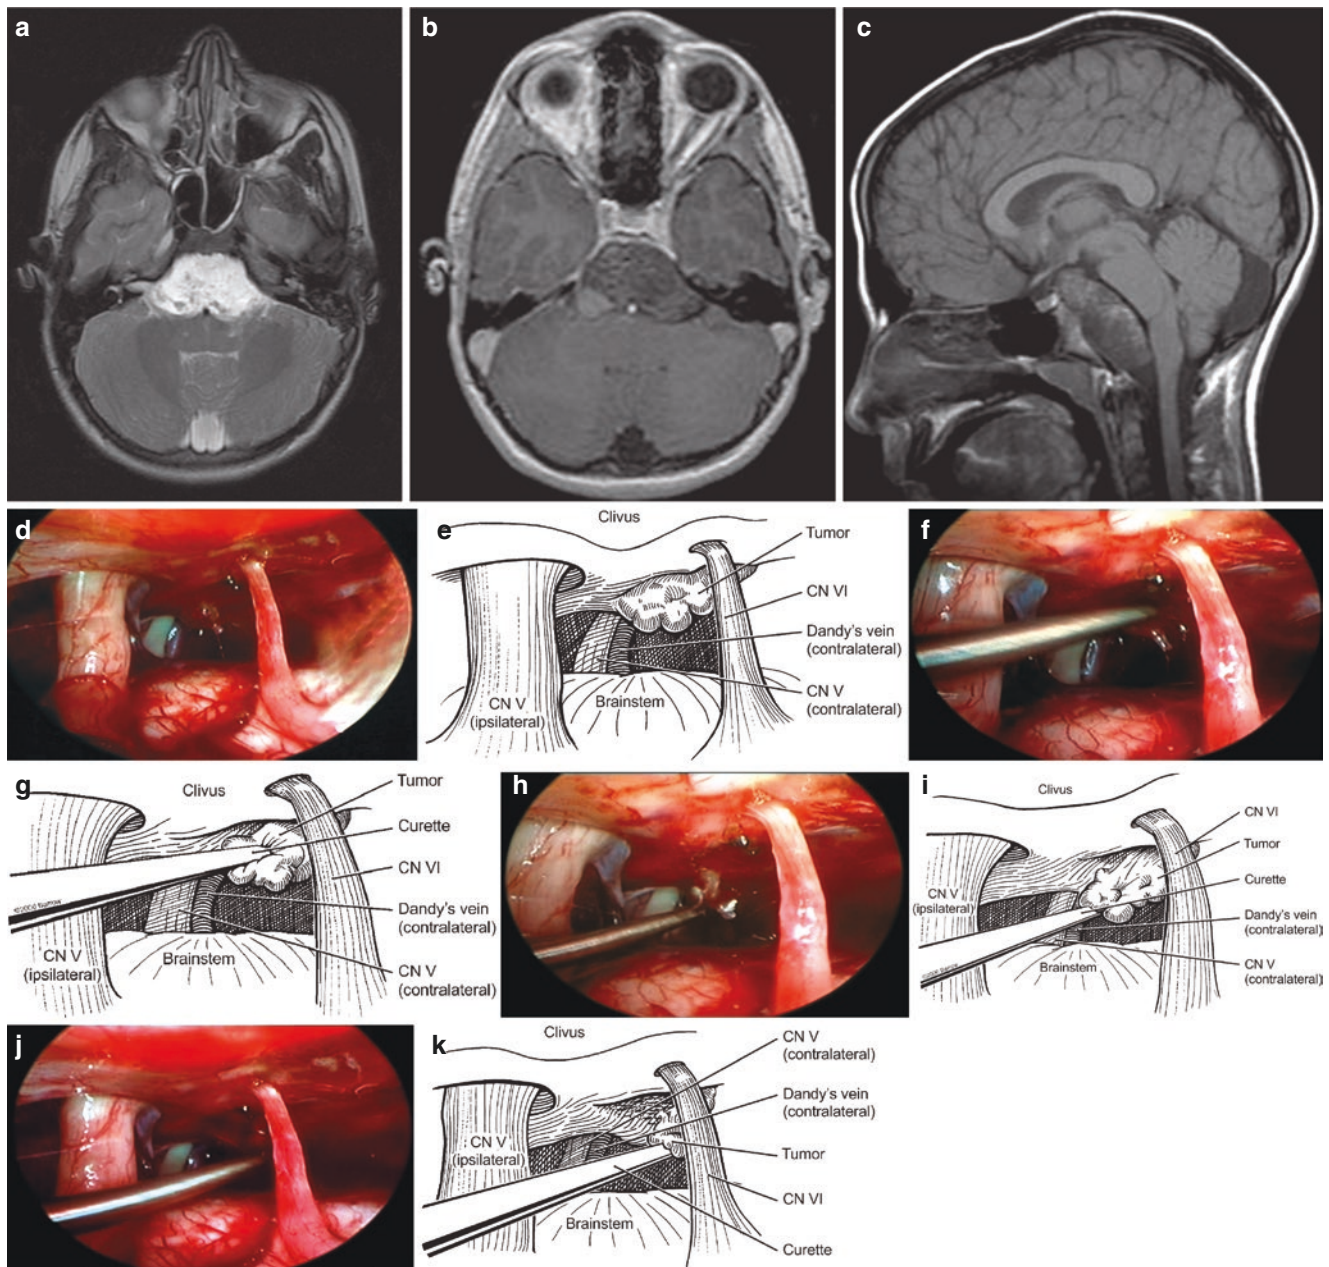 a
b
c
d
e
Clivus
Tumor
CN VI
Dandy's vein
(contralateral)
CN V
(contralateral)
CN V
(ipsilateral)
Brainstem
f
g
Clivus
Tumor
Curette
CN VI
Dandy's vein
(contralateral)
CN V
(contralateral)
CN V
(ipsilateral)
Brainstem
h
i
Clivus
CN VI
Tumor
Curette
Dandy's vein
(contralateral)
CN V
(contralateral)
CN V
(ipsilateral)
Brainstem
j
k
Clivus
CN V
(contralateral)
Dandy's vein
(contralateral)
Tumor
CN VI
Curette
CN V
(ipsilateral)
Brainstem